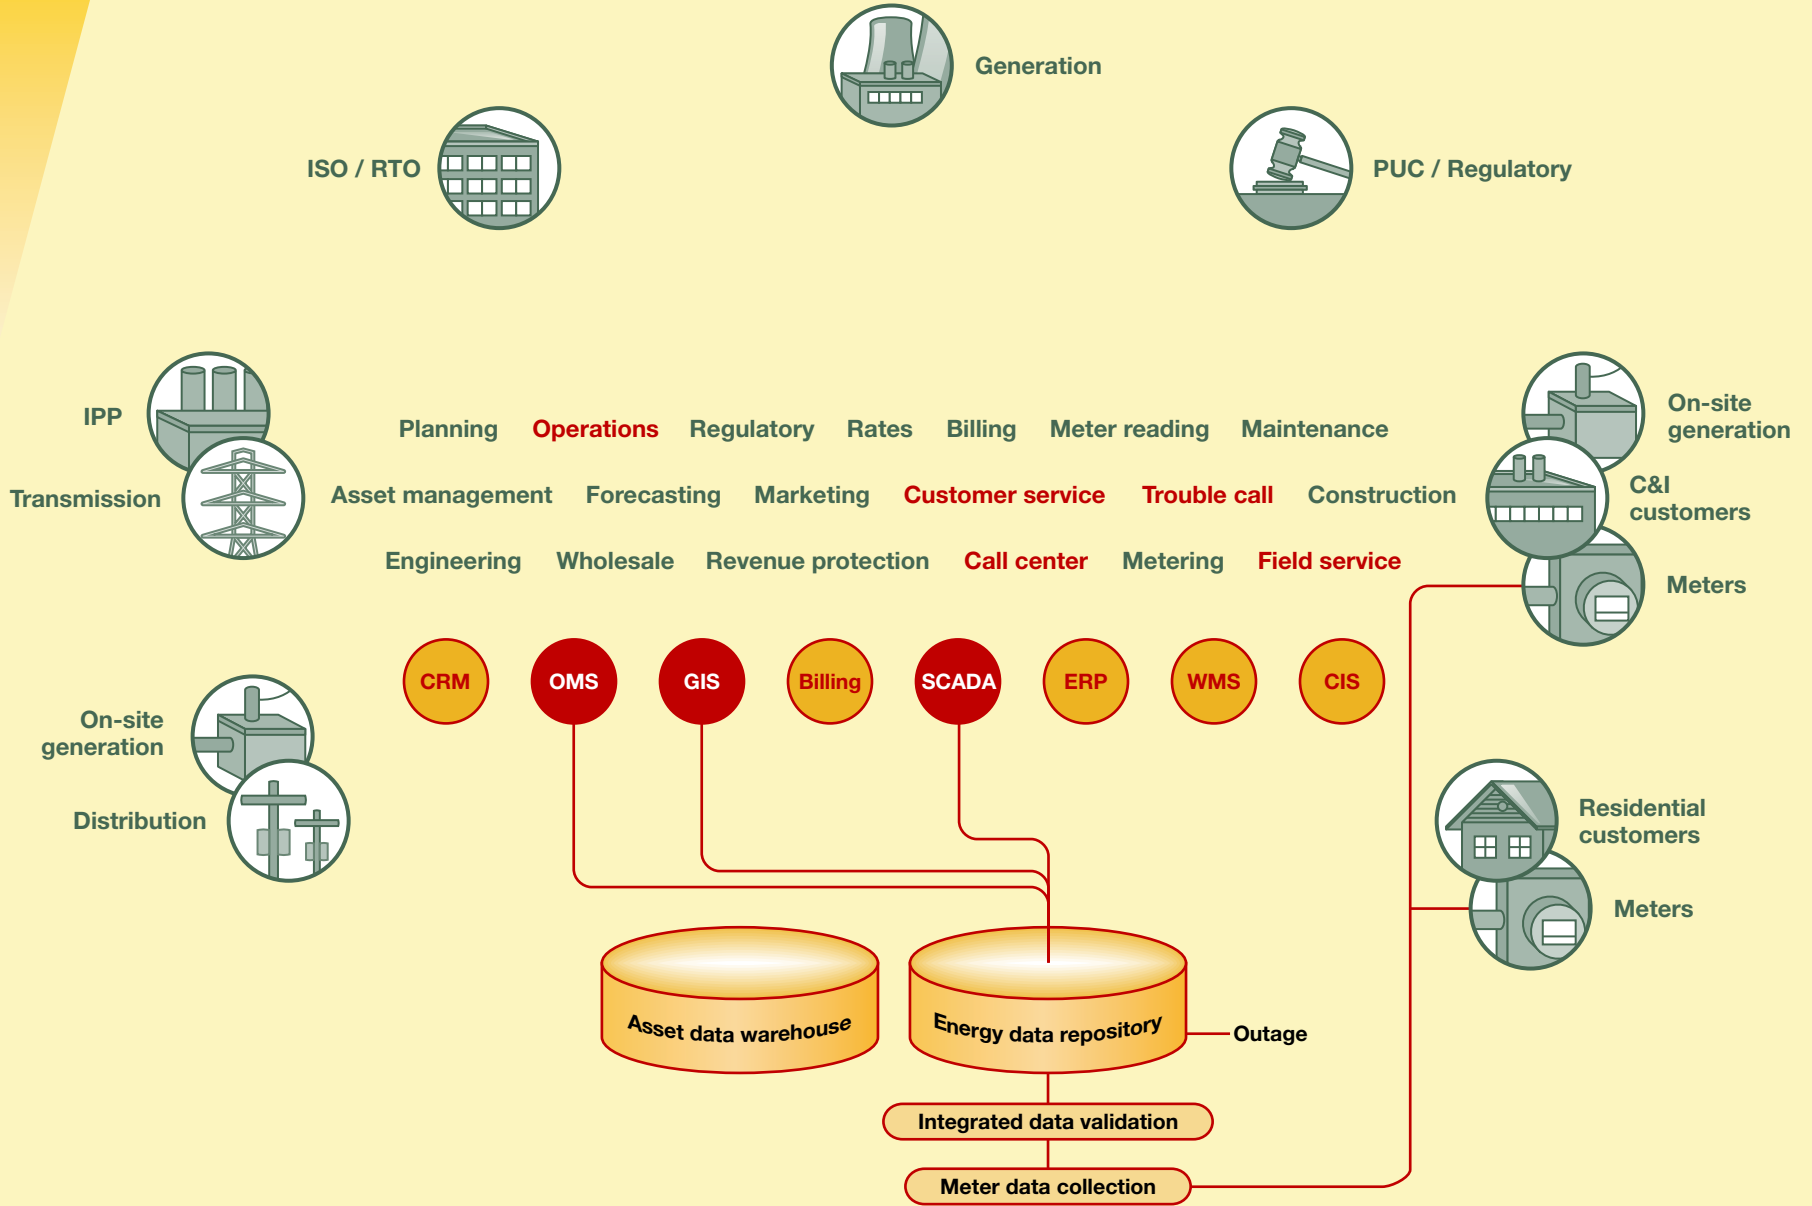 Generation
ISO / RTO
PUC / Regulatory
IPP
On-site
generation
Planning Operations Regulatory Rates Billing Meter reading Maintenance
Transmission
Asset management Forecasting Marketing Customer service Trouble call Construction
C&I
customers
Engineering Wholesale Revenue protection Call center Metering Field service
Meters
CRM OMS GIS Billing SCADA ERP WMS CIS
On-site
generation
Distribution
Residential
customers
Meters
Asset data warehouse
Energy data repository
Outage
Integrated data validation
Meter data collection